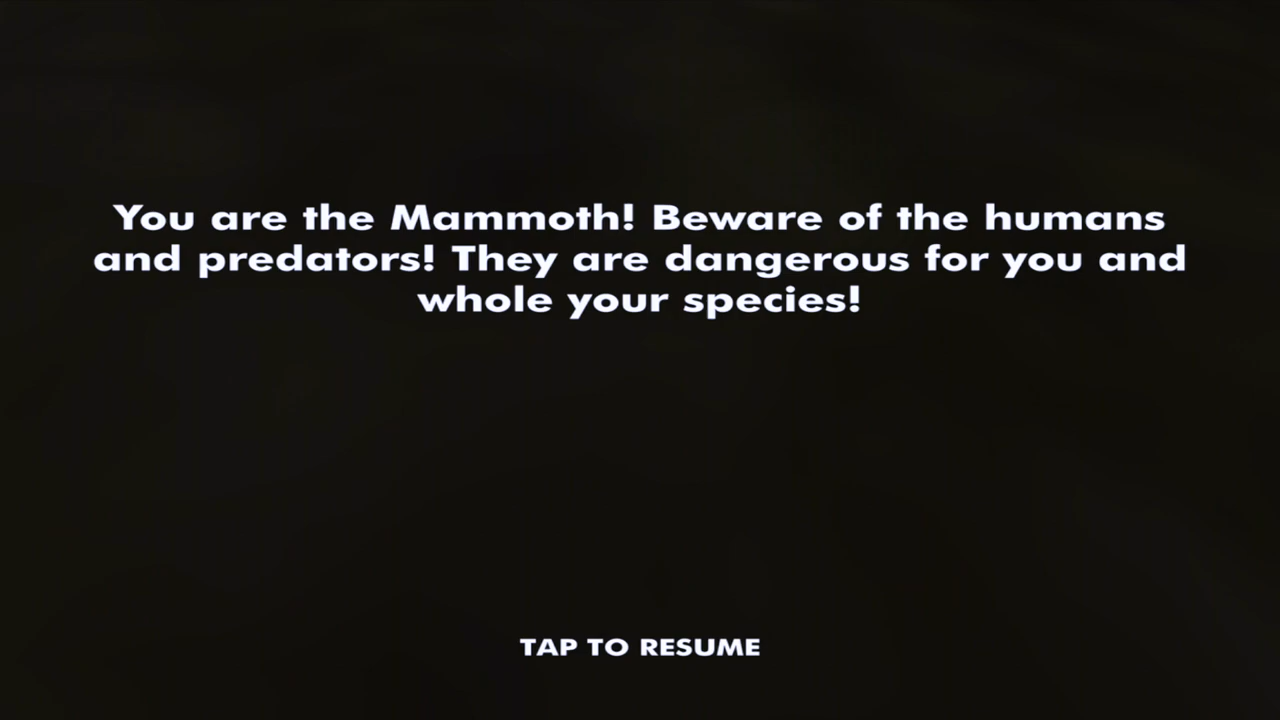 You are the Mammoth! Beware of the humans
and predators! They are dangerous for you and
whole your species!
TAP TO RESUME